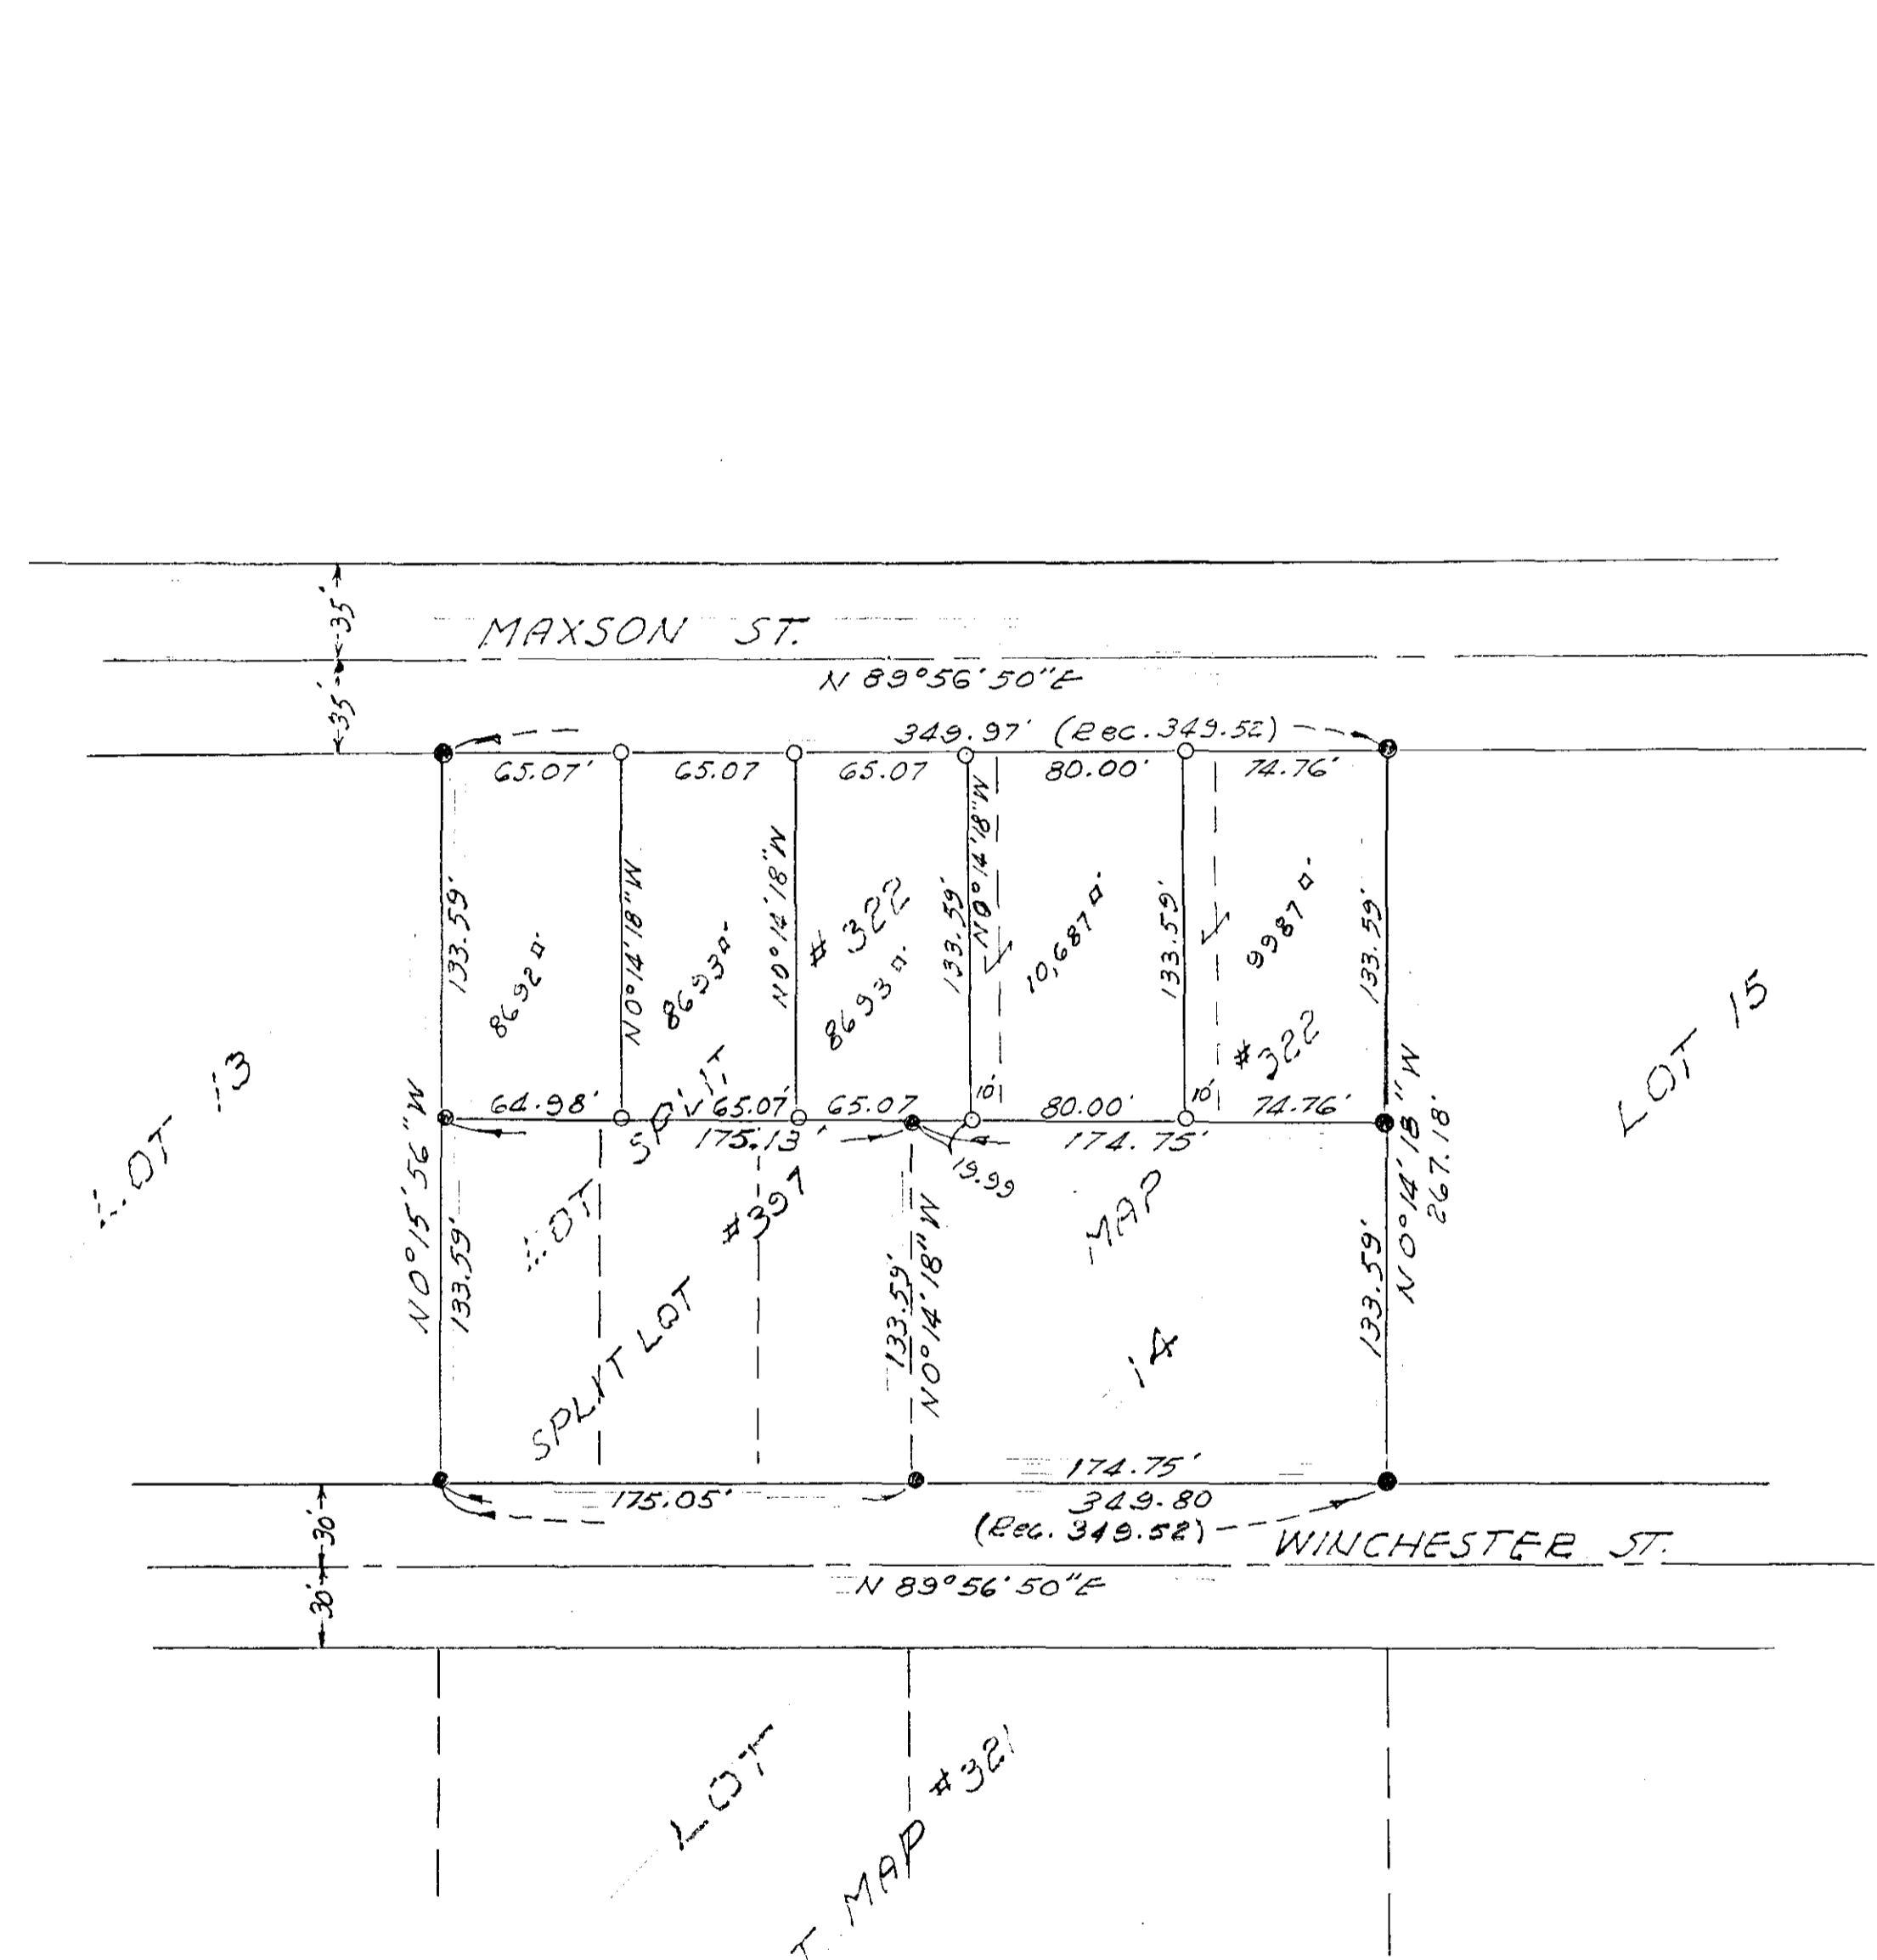 35'
MAXSON ST.
N 89°56'50"E
35'
349.97' (Rec. 349.52)
65.07'
65.07
65.07
80.00'
74.76'
133.59'
8692
N0°14'18"W
8693
N0°14'18"W
# 322
8693
133.59'
N0°14'18"W
10,687
133.59'
9987
133.59'
#322
10'
10'
64.98'
65.07'
65.07
80.00'
74.76'
175.13'
19.99
174.75'
LOT 13
LOT SPLIT MAP
#397
SPLIT LOT
LOT 15
N0°15'56"W
133.59'
133.59'
N0°14'18"W
14
133.59'
N0°14'18"W
267.18'
174.75'
175.05'
349.80
(Rec. 349.52)
30'
WINCHESTER ST.
N 89°56'50"E
30'
LOT
MAP #321